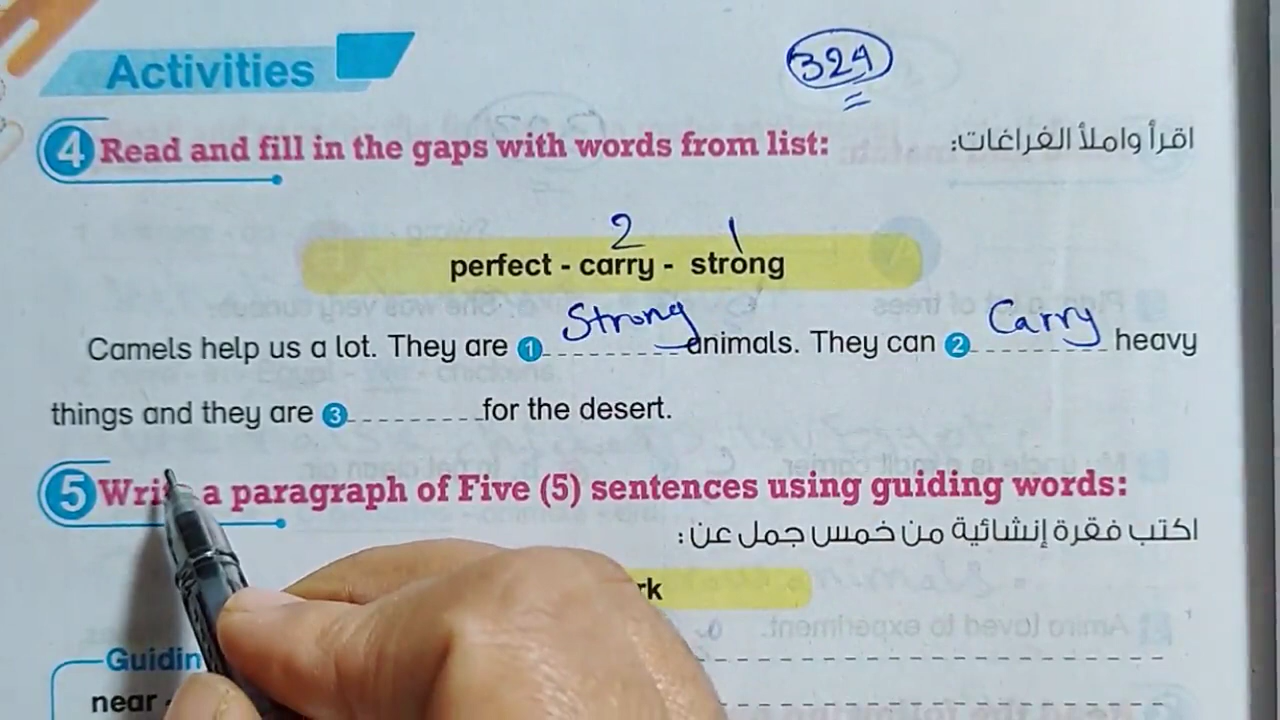 Activities
324
4 Read and fill in the gaps with words from list:
اقرأ واملأ الفراغات:
2 1
perfect - carry - strong
Camels help us a lot. They are 1 Strong animals. They can 2 Carry heavy
things and they are 3 ........ for the desert.
5 Write a paragraph of Five (5) sentences using guiding words:
اكتب فقرة إنشائية من خمس جمل عن:
near -